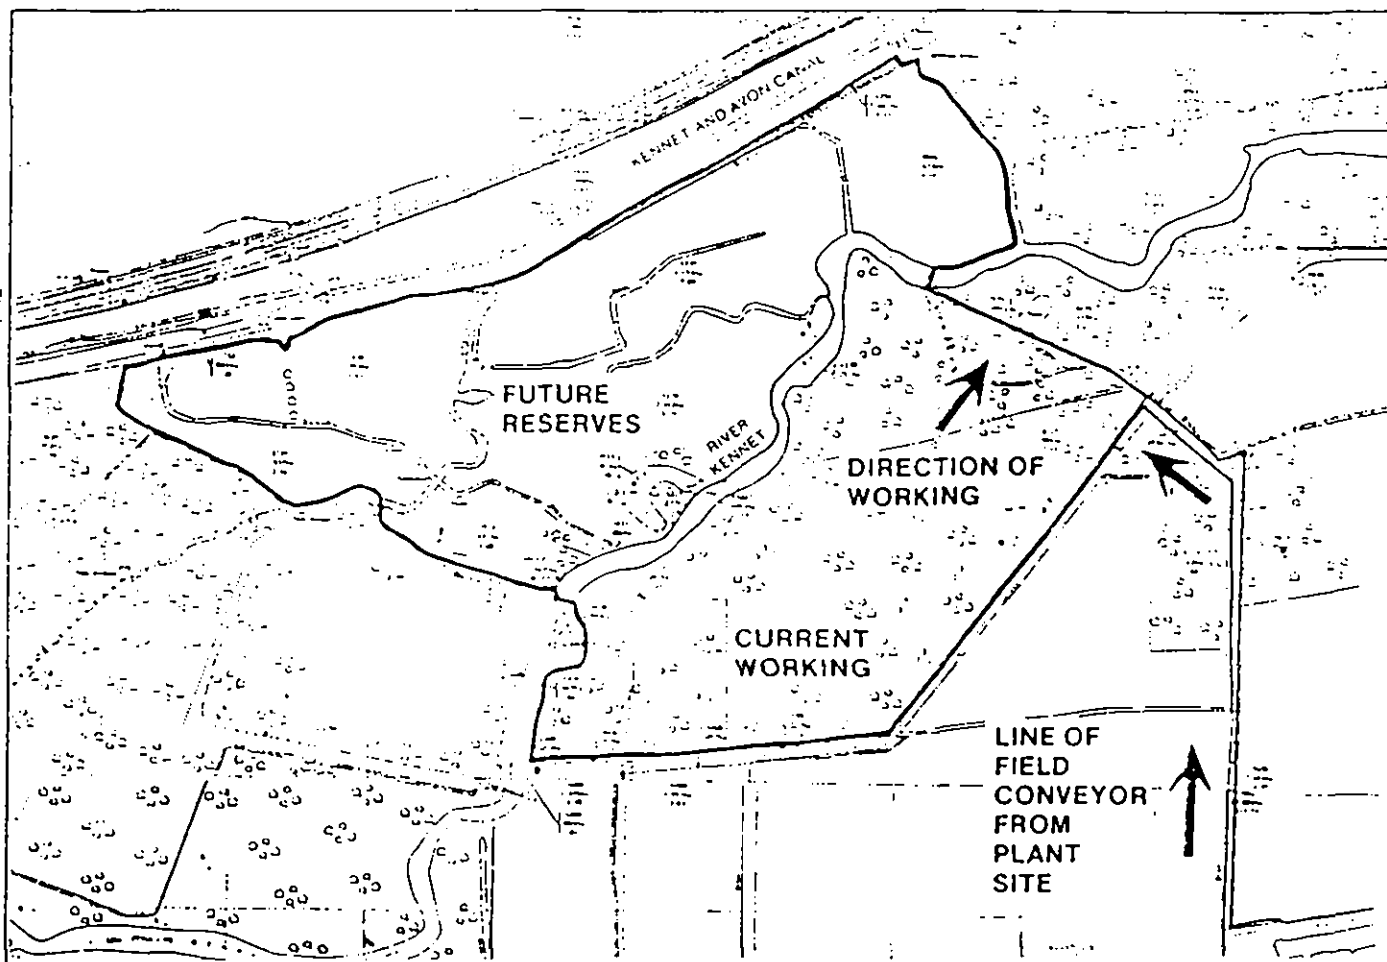 KENNET AND AVON CANAL
FUTURE
RESERVES
RIVER
KENNET
DIRECTION OF
WORKING
CURRENT
WORKING
LINE OF
FIELD
CONVEYOR
FROM
PLANT
SITE